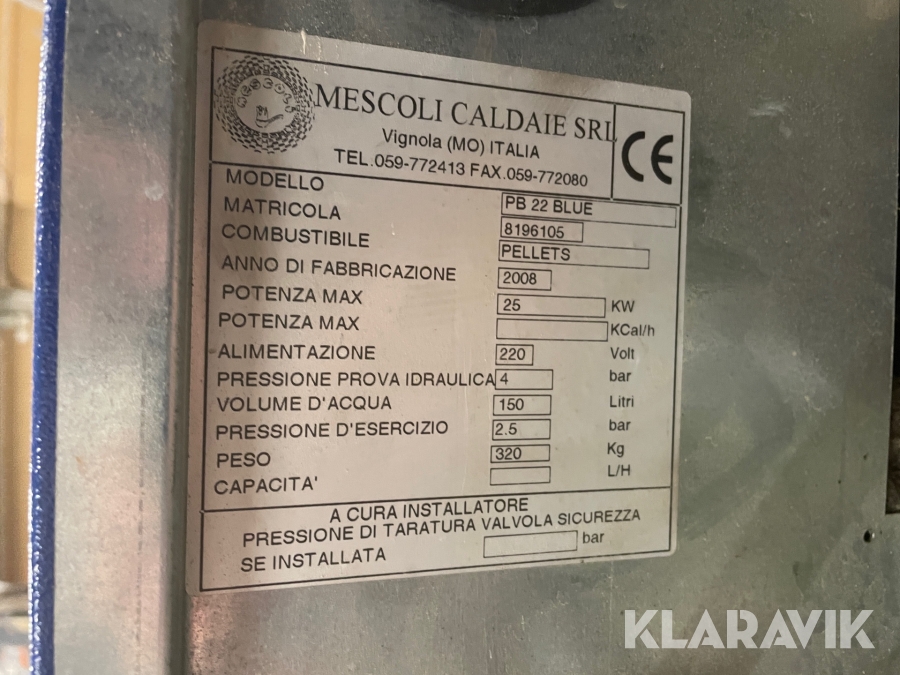 MESCOLI
MESCOLI CALDAIE SRL
Vignola (MO) ITALIA
TEL.059-772413 FAX.059-772080
CE
MODELLO PB 22 BLUE
MATRICOLA 8196105
COMBUSTIBILE PELLETS
ANNO DI FABBRICAZIONE 2008
POTENZA MAX 25 KW
POTENZA MAX KCal/h
ALIMENTAZIONE 220 Volt
PRESSIONE PROVA IDRAULICA 4 bar
VOLUME D'ACQUA 150 Litri
PRESSIONE D'ESERCIZIO 2.5 bar
PESO 320 Kg
CAPACITA' L/H
A CURA INSTALLATORE
PRESSIONE DI TARATURA VALVOLA SICUREZZA
SE INSTALLATA bar
KLARAVIK